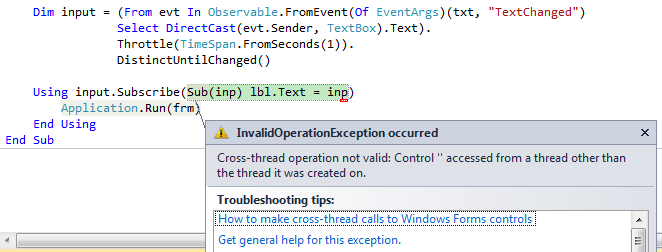 Dim input = (From evt In Observable.FromEvent(Of EventArgs)(txt, "TextChanged")
Select DirectCast(evt.Sender, TextBox).Text).
Throttle(TimeSpan.FromSeconds(1)).
DistinctUntilChanged()
Using input.Subscribe(Sub(inp) lbl.Text = inp)
Application.Run(frm)
End Using
End Sub
InvalidOperationException occurred
Cross-thread operation not valid: Control '' accessed from a thread other than
the thread it was created on.
Troubleshooting tips:
How to make cross-thread calls to Windows Forms controls
Get general help for this exception.